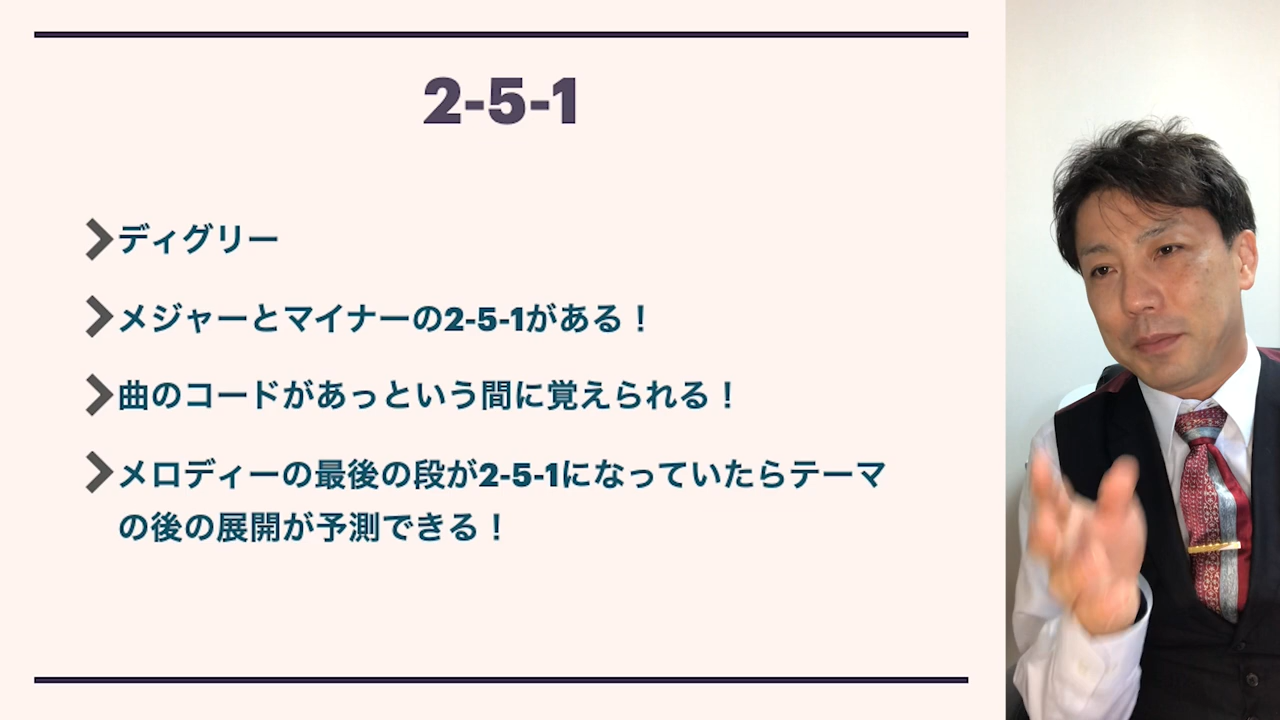 2-5-1
ディグリー
メジャーとマイナーの2-5-1がある！
曲のコードがあっという間に覚えられる！
メロディーの最後の段が2-5-1になっていたらテーマ
の後の展開が予測できる！